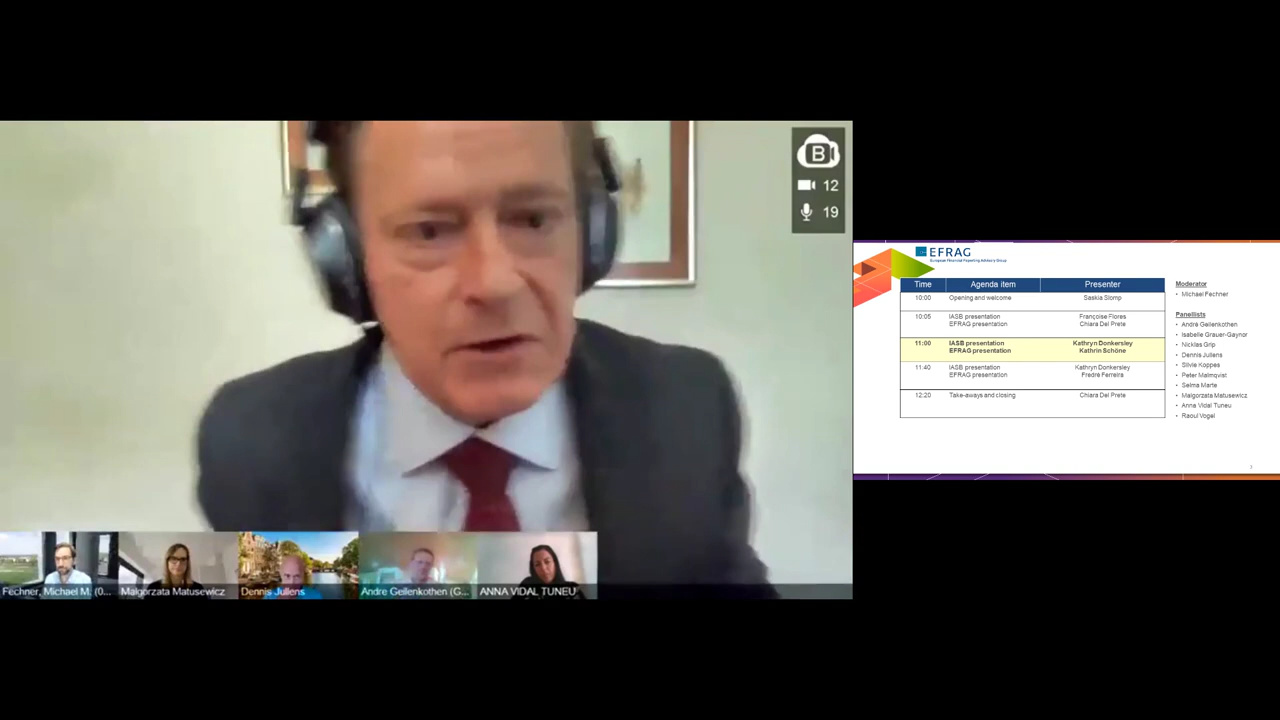 B
12
19
Fechner, Michael M. (0...
Malgorzata Matusewicz
Dennis Jullens
Andre Gellenkothen (G...
ANNA VIDAL TUNEU
EFRAG
European Financial Reporting Advisory Group
Time Agenda item Presenter
10:00 Opening and welcome Saskia Slomp
10:05 IASB presentation Françoise Flores
EFRAG presentation Chiara Del Prete
11:00 IASB presentation Kathryn Donkersley
EFRAG presentation Kathrin Schöne
11:40 IASB presentation Kathryn Donkersley
EFRAG presentation Fredré Ferreira
12:20 Take-aways and closing Chiara Del Prete
Moderator
• Michael Fechner
Panellists
• André Gellenkothen
• Isabelle Grauer-Gaynor
• Nicklas Grip
• Dennis Jullens
• Silvie Koppes
• Peter Malmqvist
• Selma Marte
• Malgorzata Matusewicz
• Anna Vidal Tuneu
• Raoul Vogel